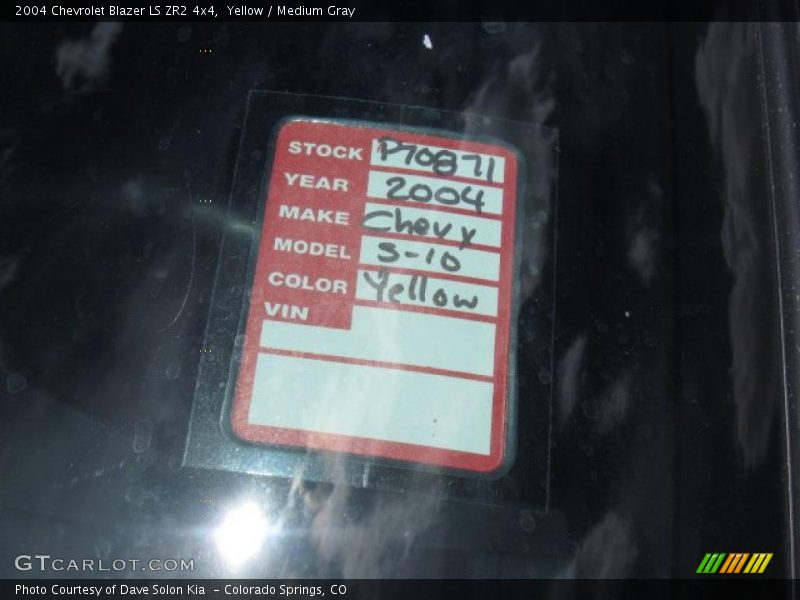 2004 Chevrolet Blazer LS ZR2 4x4,  Yellow / Medium Gray
STOCK P70871
YEAR 2004
MAKE Chevy
MODEL S-10
COLOR Yellow
VIN
GTCARLOT.COM
Photo Courtesy of Dave Solon Kia  - Colorado Springs, CO